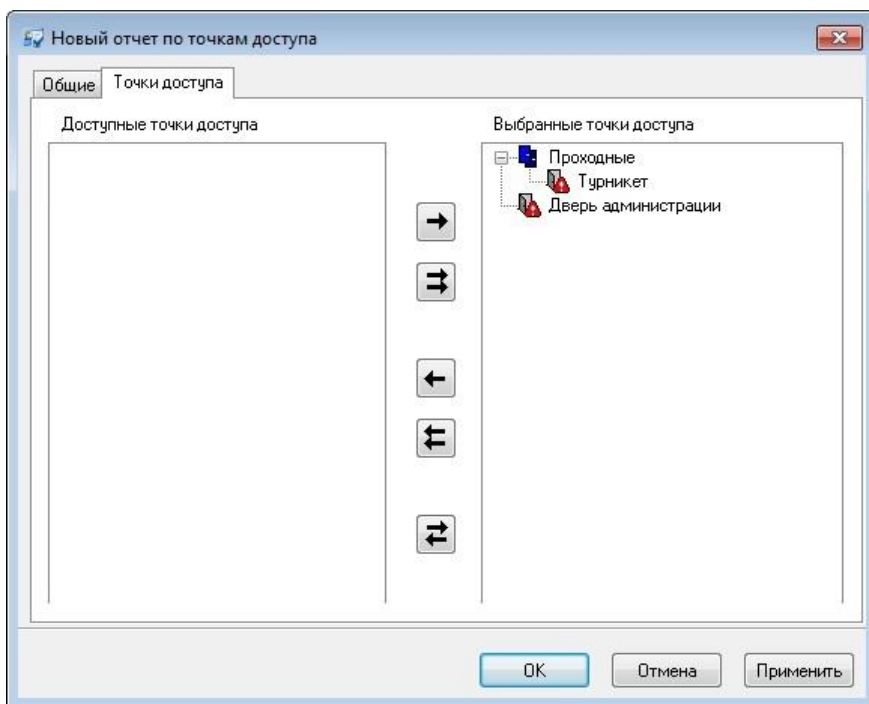 Новый отчет по точкам доступа
Общие
Точки доступа
Доступные точки доступа
Выбранные точки доступа
Проходные
Турникет
Дверь администрации
OK
Отмена
Применить